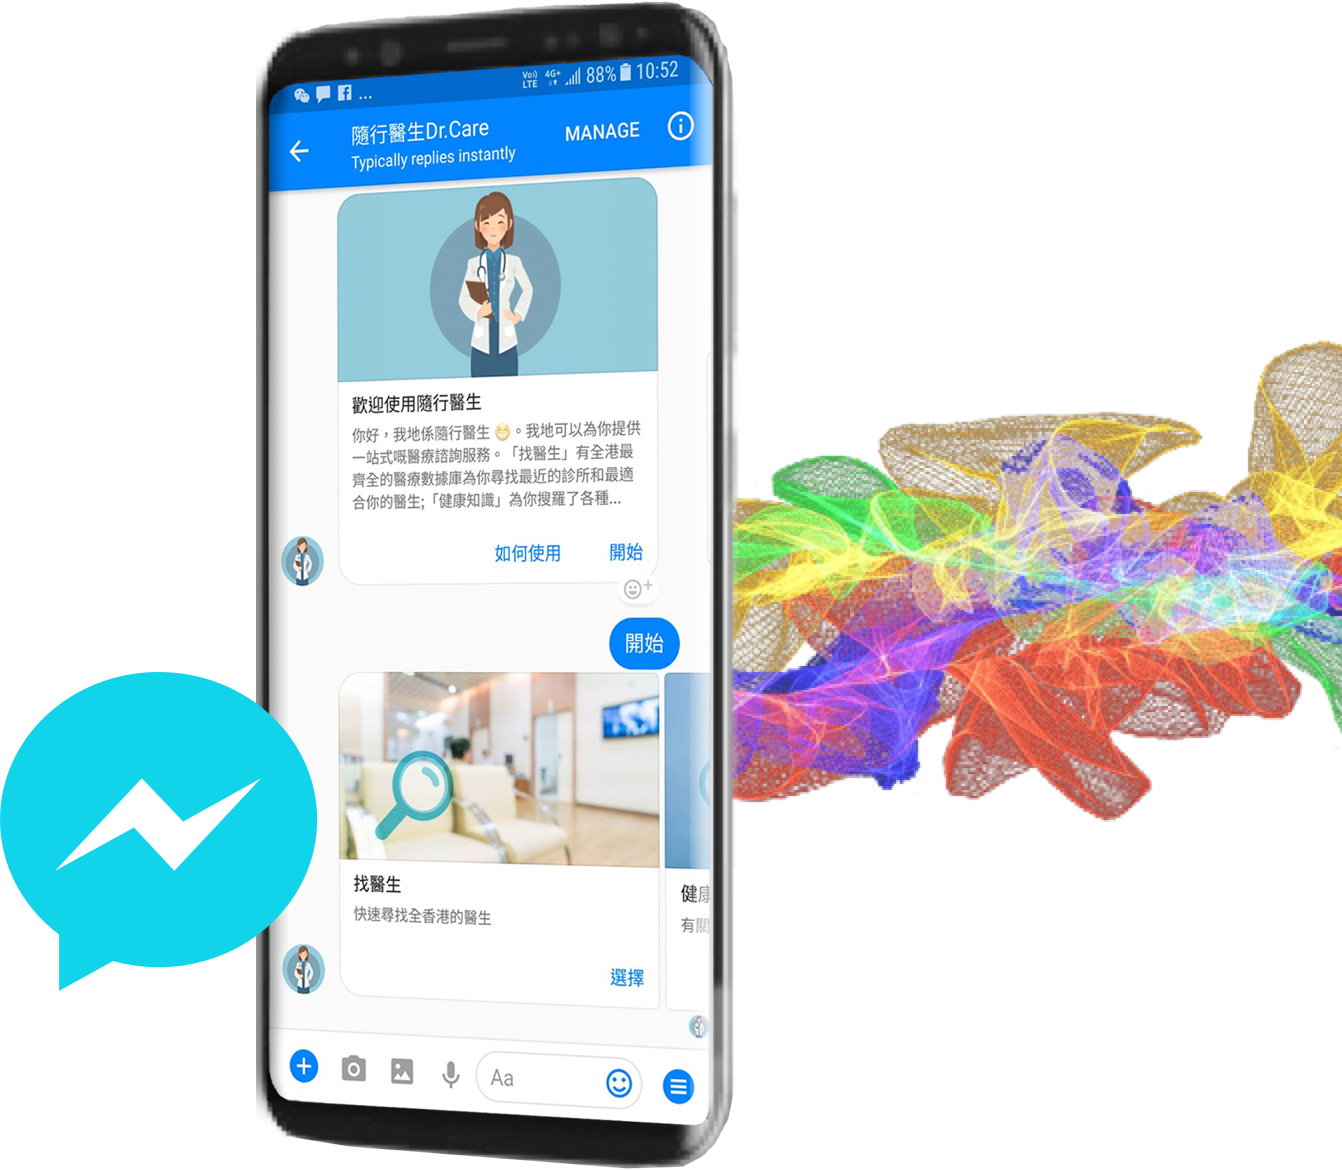 Vo)) LTE 4G+ 88% 10:52
隨行醫生Dr.Care
Typically replies instantly
MANAGE
歡迎使用隨行醫生
你好，我地係隨行醫生 😁。我地可以為你提供
一站式嘅醫療諮詢服務。「找醫生」有全港最
齊全的醫療數據庫為你尋找最近的診所和最適
合你的醫生;「健康知識」為你搜羅了各種...
如何使用
開始
開始
找醫生
快速尋找全香港的醫生
選擇
健康
有關
Aa